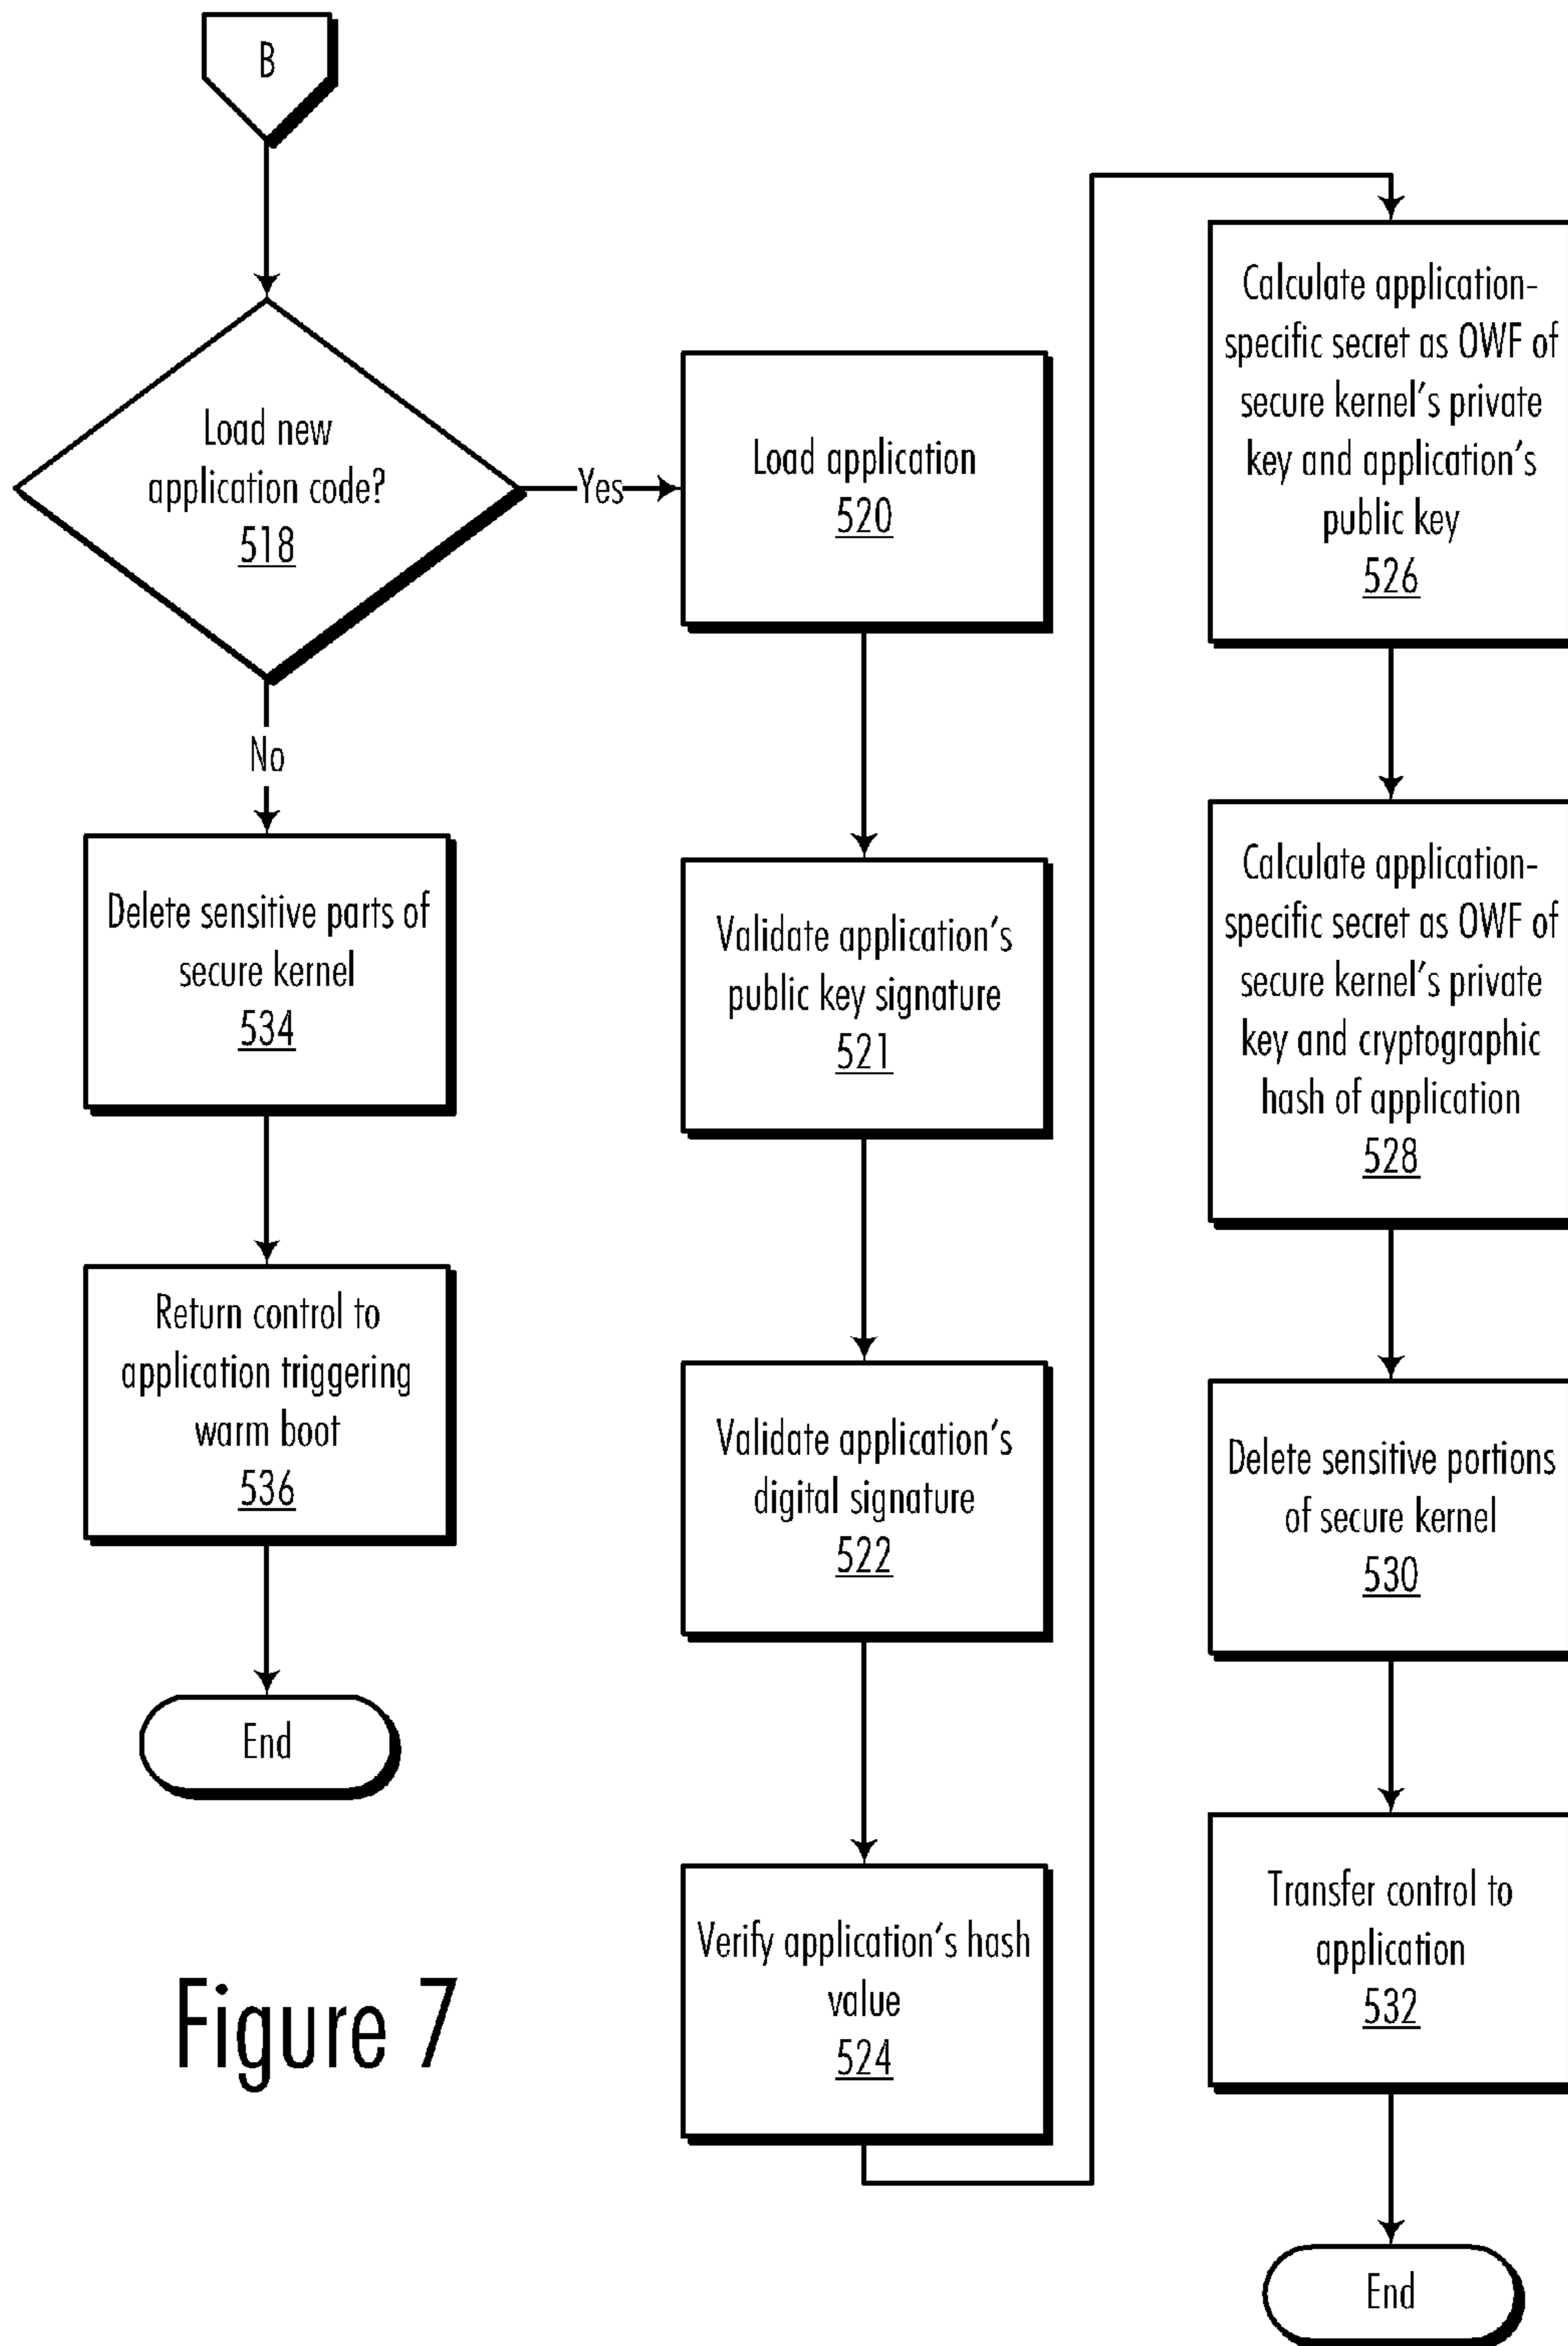 B
Load new
application code?
518
Yes
No
Delete sensitive parts of
secure kernel
534
Return control to
application triggering
warm boot
536
End
Load application
520
Validate application's
public key signature
521
Validate application's
digital signature
522
Verify application's hash
value
524
Calculate application-
specific secret as OWF of
secure kernel's private
key and application's
public key
526
Calculate application-
specific secret as OWF of
secure kernel's private
key and cryptographic
hash of application
528
Delete sensitive portions
of secure kernel
530
Transfer control to
application
532
End
Figure 7